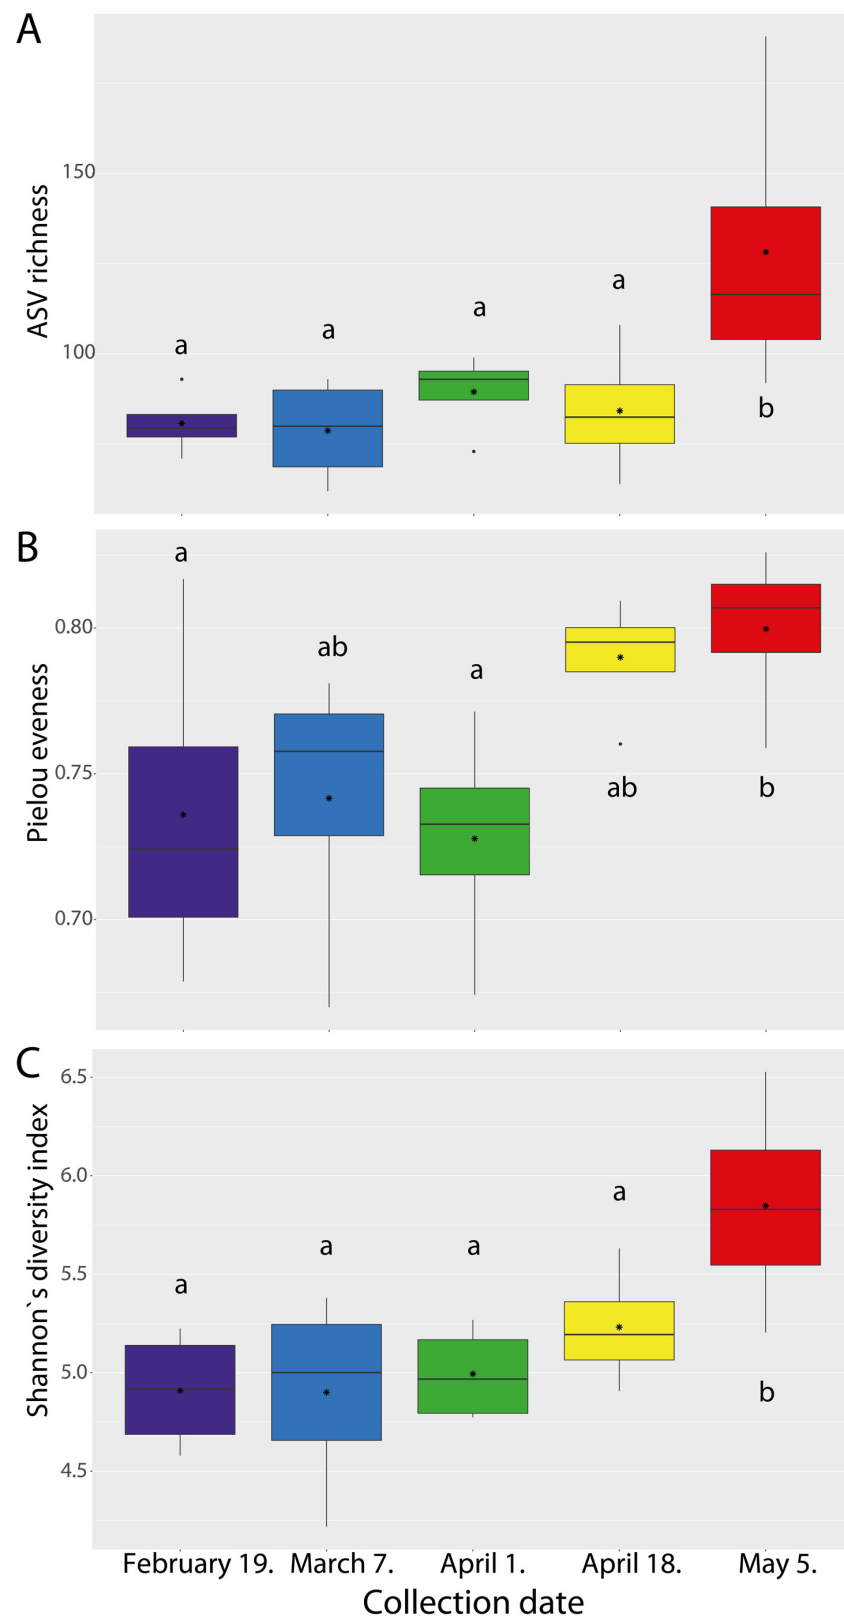 A
ASV richness
150
100
a
a
a
a
b
B
Pielou eveness
0.80
0.75
0.70
a
ab
a
ab
b
C
Shannon`s diversity index
6.5
6.0
5.5
5.0
4.5
a
a
a
a
b
February 19. March 7. April 1. April 18. May 5.
Collection date